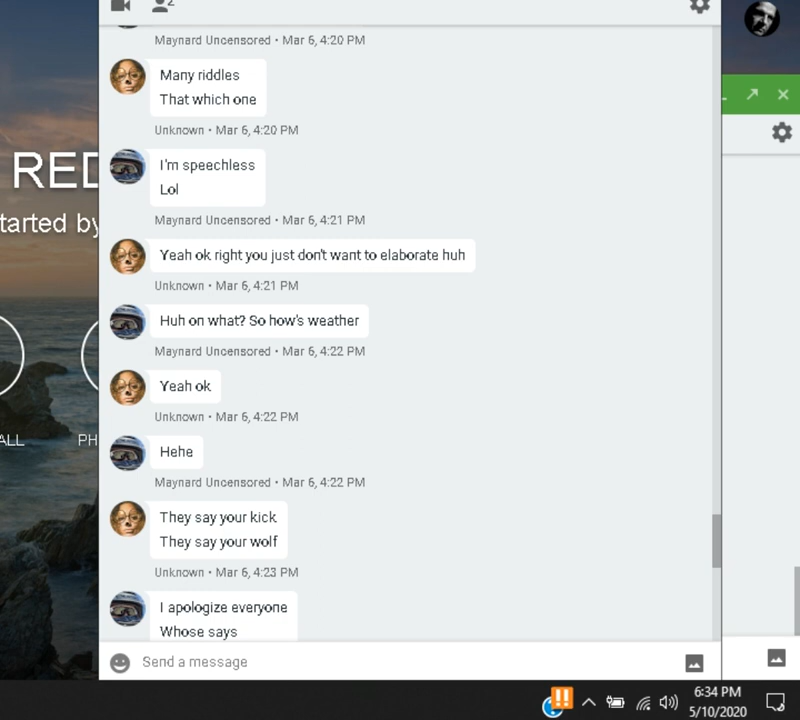 2
Maynard Uncensored • Mar 6, 4:20 PM
Many riddles
That which one
Unknown • Mar 6, 4:20 PM
I'm speechless
Lol
Maynard Uncensored • Mar 6, 4:21 PM
Yeah ok right you just don't want to elaborate huh
Unknown • Mar 6, 4:21 PM
Huh on what? So how's weather
Maynard Uncensored • Mar 6, 4:22 PM
Yeah ok
Unknown • Mar 6, 4:22 PM
Hehe
Maynard Uncensored • Mar 6, 4:22 PM
They say your kick
They say your wolf
Unknown • Mar 6, 4:23 PM
I apologize everyone
Whose says
Send a message
RED
tarted by
ALL
PH
6:34 PM
5/10/2020